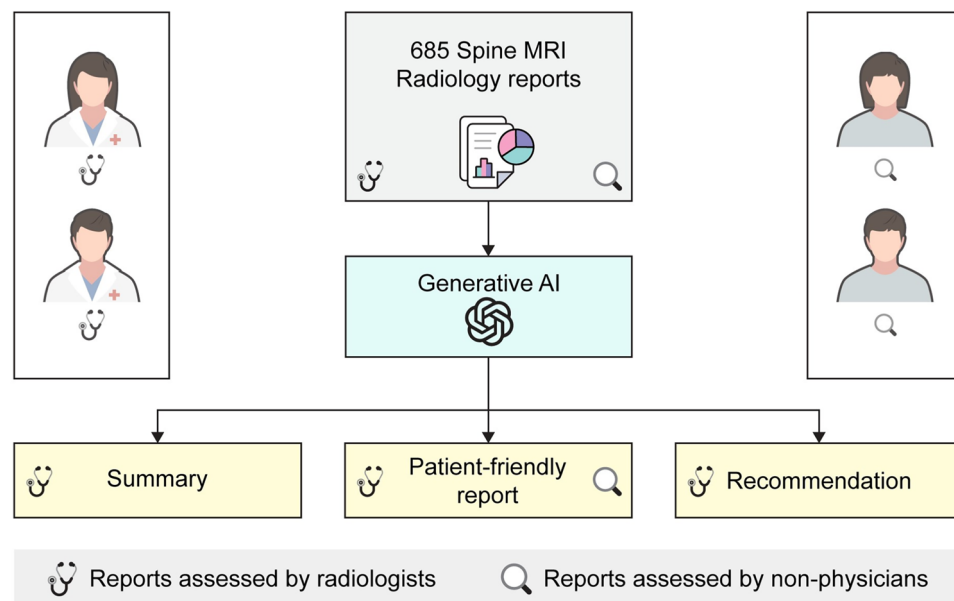 685 Spine MRI
Radiology reports
Generative AI
Summary
Patient-friendly
report
Recommendation
Reports assessed by radiologists
Reports assessed by non-physicians